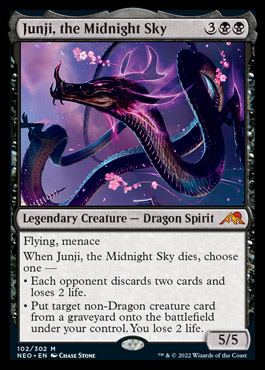 Junji, the Midnight Sky 3
Legendary Creature — Dragon Spirit
Flying, menace
When Junji, the Midnight Sky dies, choose
one —
• Each opponent discards two cards and
loses 2 life.
• Put target non-Dragon creature card
from a graveyard onto the battlefield
under your control. You lose 2 life.
5/5
102/302 M
NEO • EN CHASE STONE
™ & © 2022 Wizards of the Coast